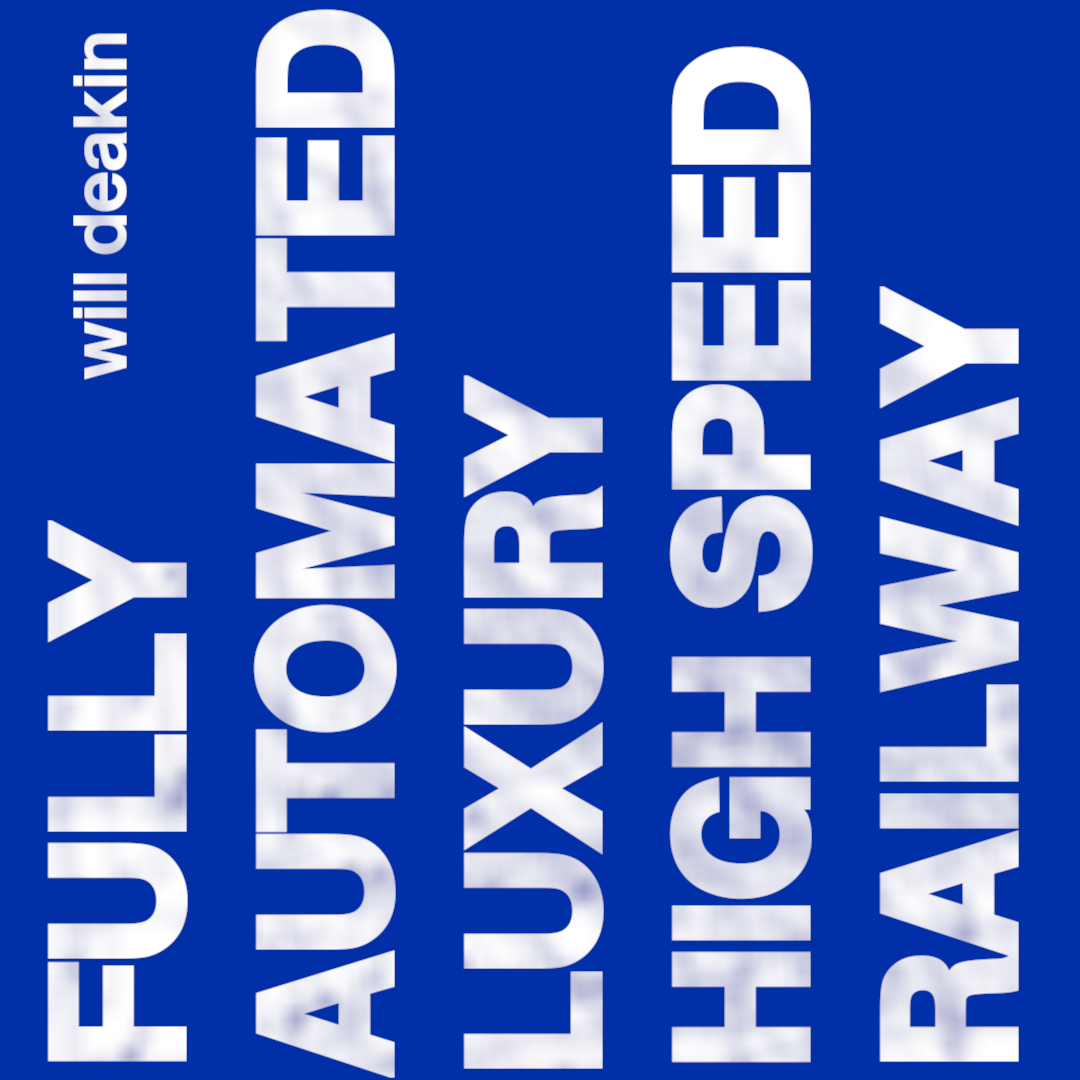 will deakin
FULLY
AUTOMATED
LUXURY
HIGH SPEED
RAILWAY